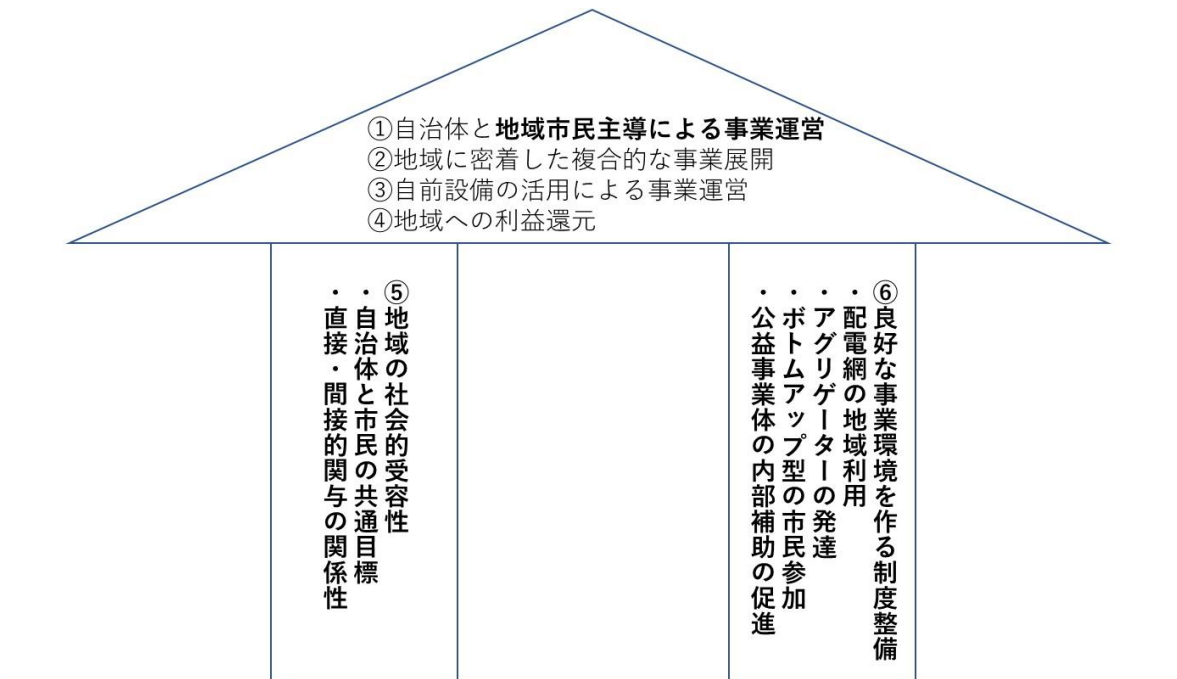 ①自治体と地域市民主導による事業運営
②地域に密着した複合的な事業展開
③自前設備の活用による事業運営
④地域への利益還元
⑤地域の社会的受容性
・自治体と市民の共通目標
・直接・間接的関与の関係性
⑥良好な事業環境を作る制度整備
・配電網の地域利用
・アグリゲーターの発達
・ボトムアップ型の市民参加
・公益事業体の内部補助の促進